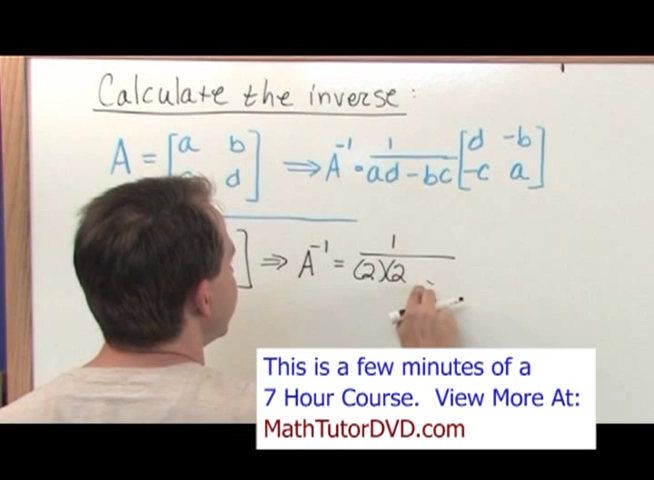 Calculate the inverse:
A = [a b ⇒ A⁻¹ = 1/ad-bc [d -b
d] -c a]
] ⇒ A⁻¹ = 1/(2)(2
This is a few minutes of a
7 Hour Course. View More At:
MathTutorDVD.com